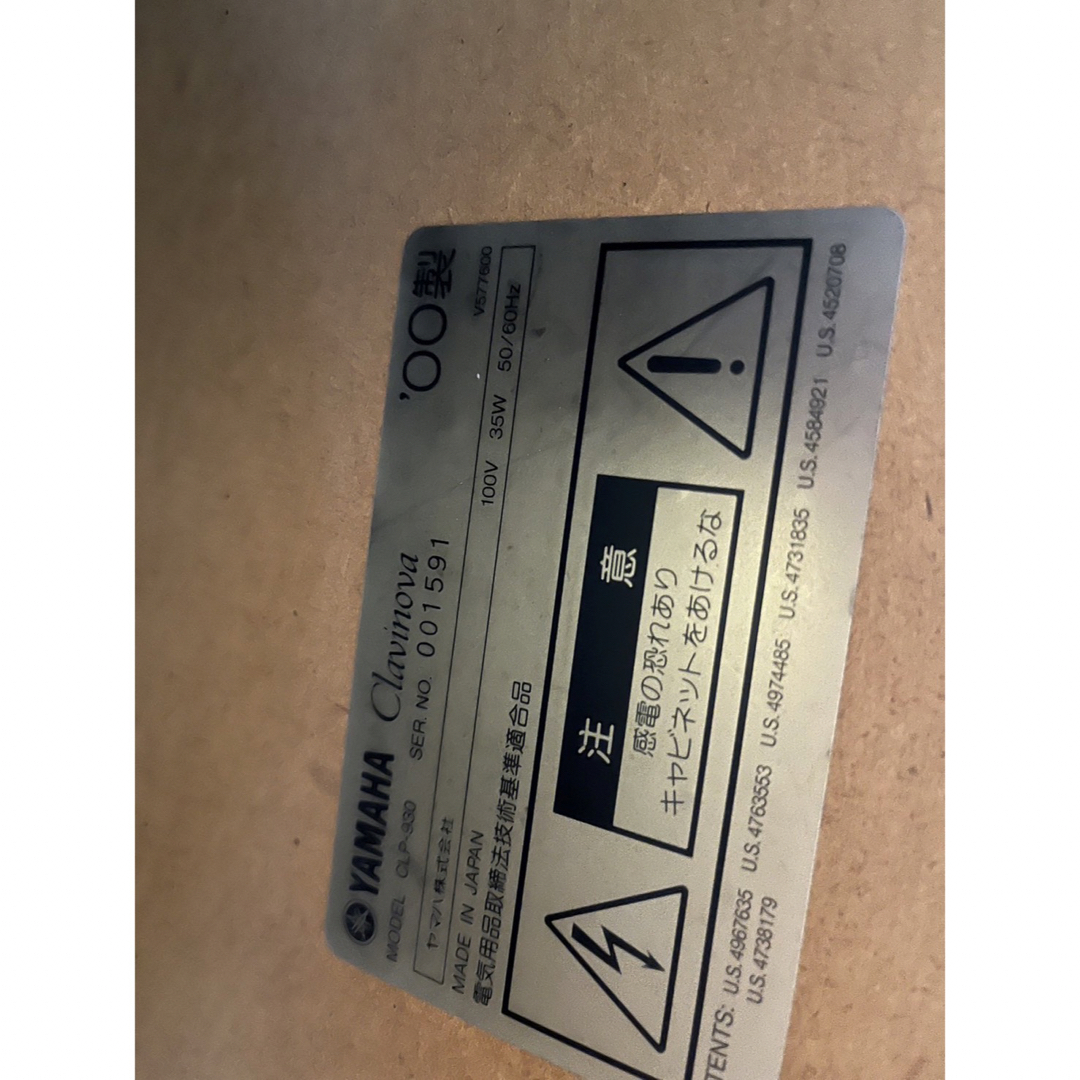 YAMAHA Clavinova '00製
MODEL CLP-930 SER. NO. 001591
V577600
ヤマハ株式会社
MADE IN JAPAN 100V 35W 50/60Hz
電気用品取締法技術基準適合品
注 意
感電の恐れあり
キャビネットをあけるな
TENTS: U.S.4967635 U.S.4763553 U.S.4974485 U.S.4731835 U.S.4584921 U.S.4520708
U.S.4738179